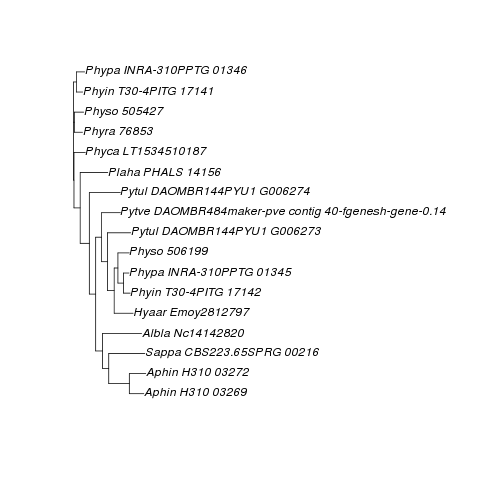 Phypa INRA-310PPTG 01346
Phyin T30-4PITG 17141
Physo 505427
Phyra 76853
Phyca LT1534510187
Plaha PHALS 14156
Pytul DAOMBR144PYU1 G006274
Pytve DAOMBR484maker-pve contig 40-fgenesh-gene-0.14
Pytul DAOMBR144PYU1 G006273
Physo 506199
Phypa INRA-310PPTG 01345
Phyin T30-4PITG 17142
Hyaar Emoy2812797
Albla Nc14142820
Sappa CBS223.65SPRG 00216
Aphin H310 03272
Aphin H310 03269